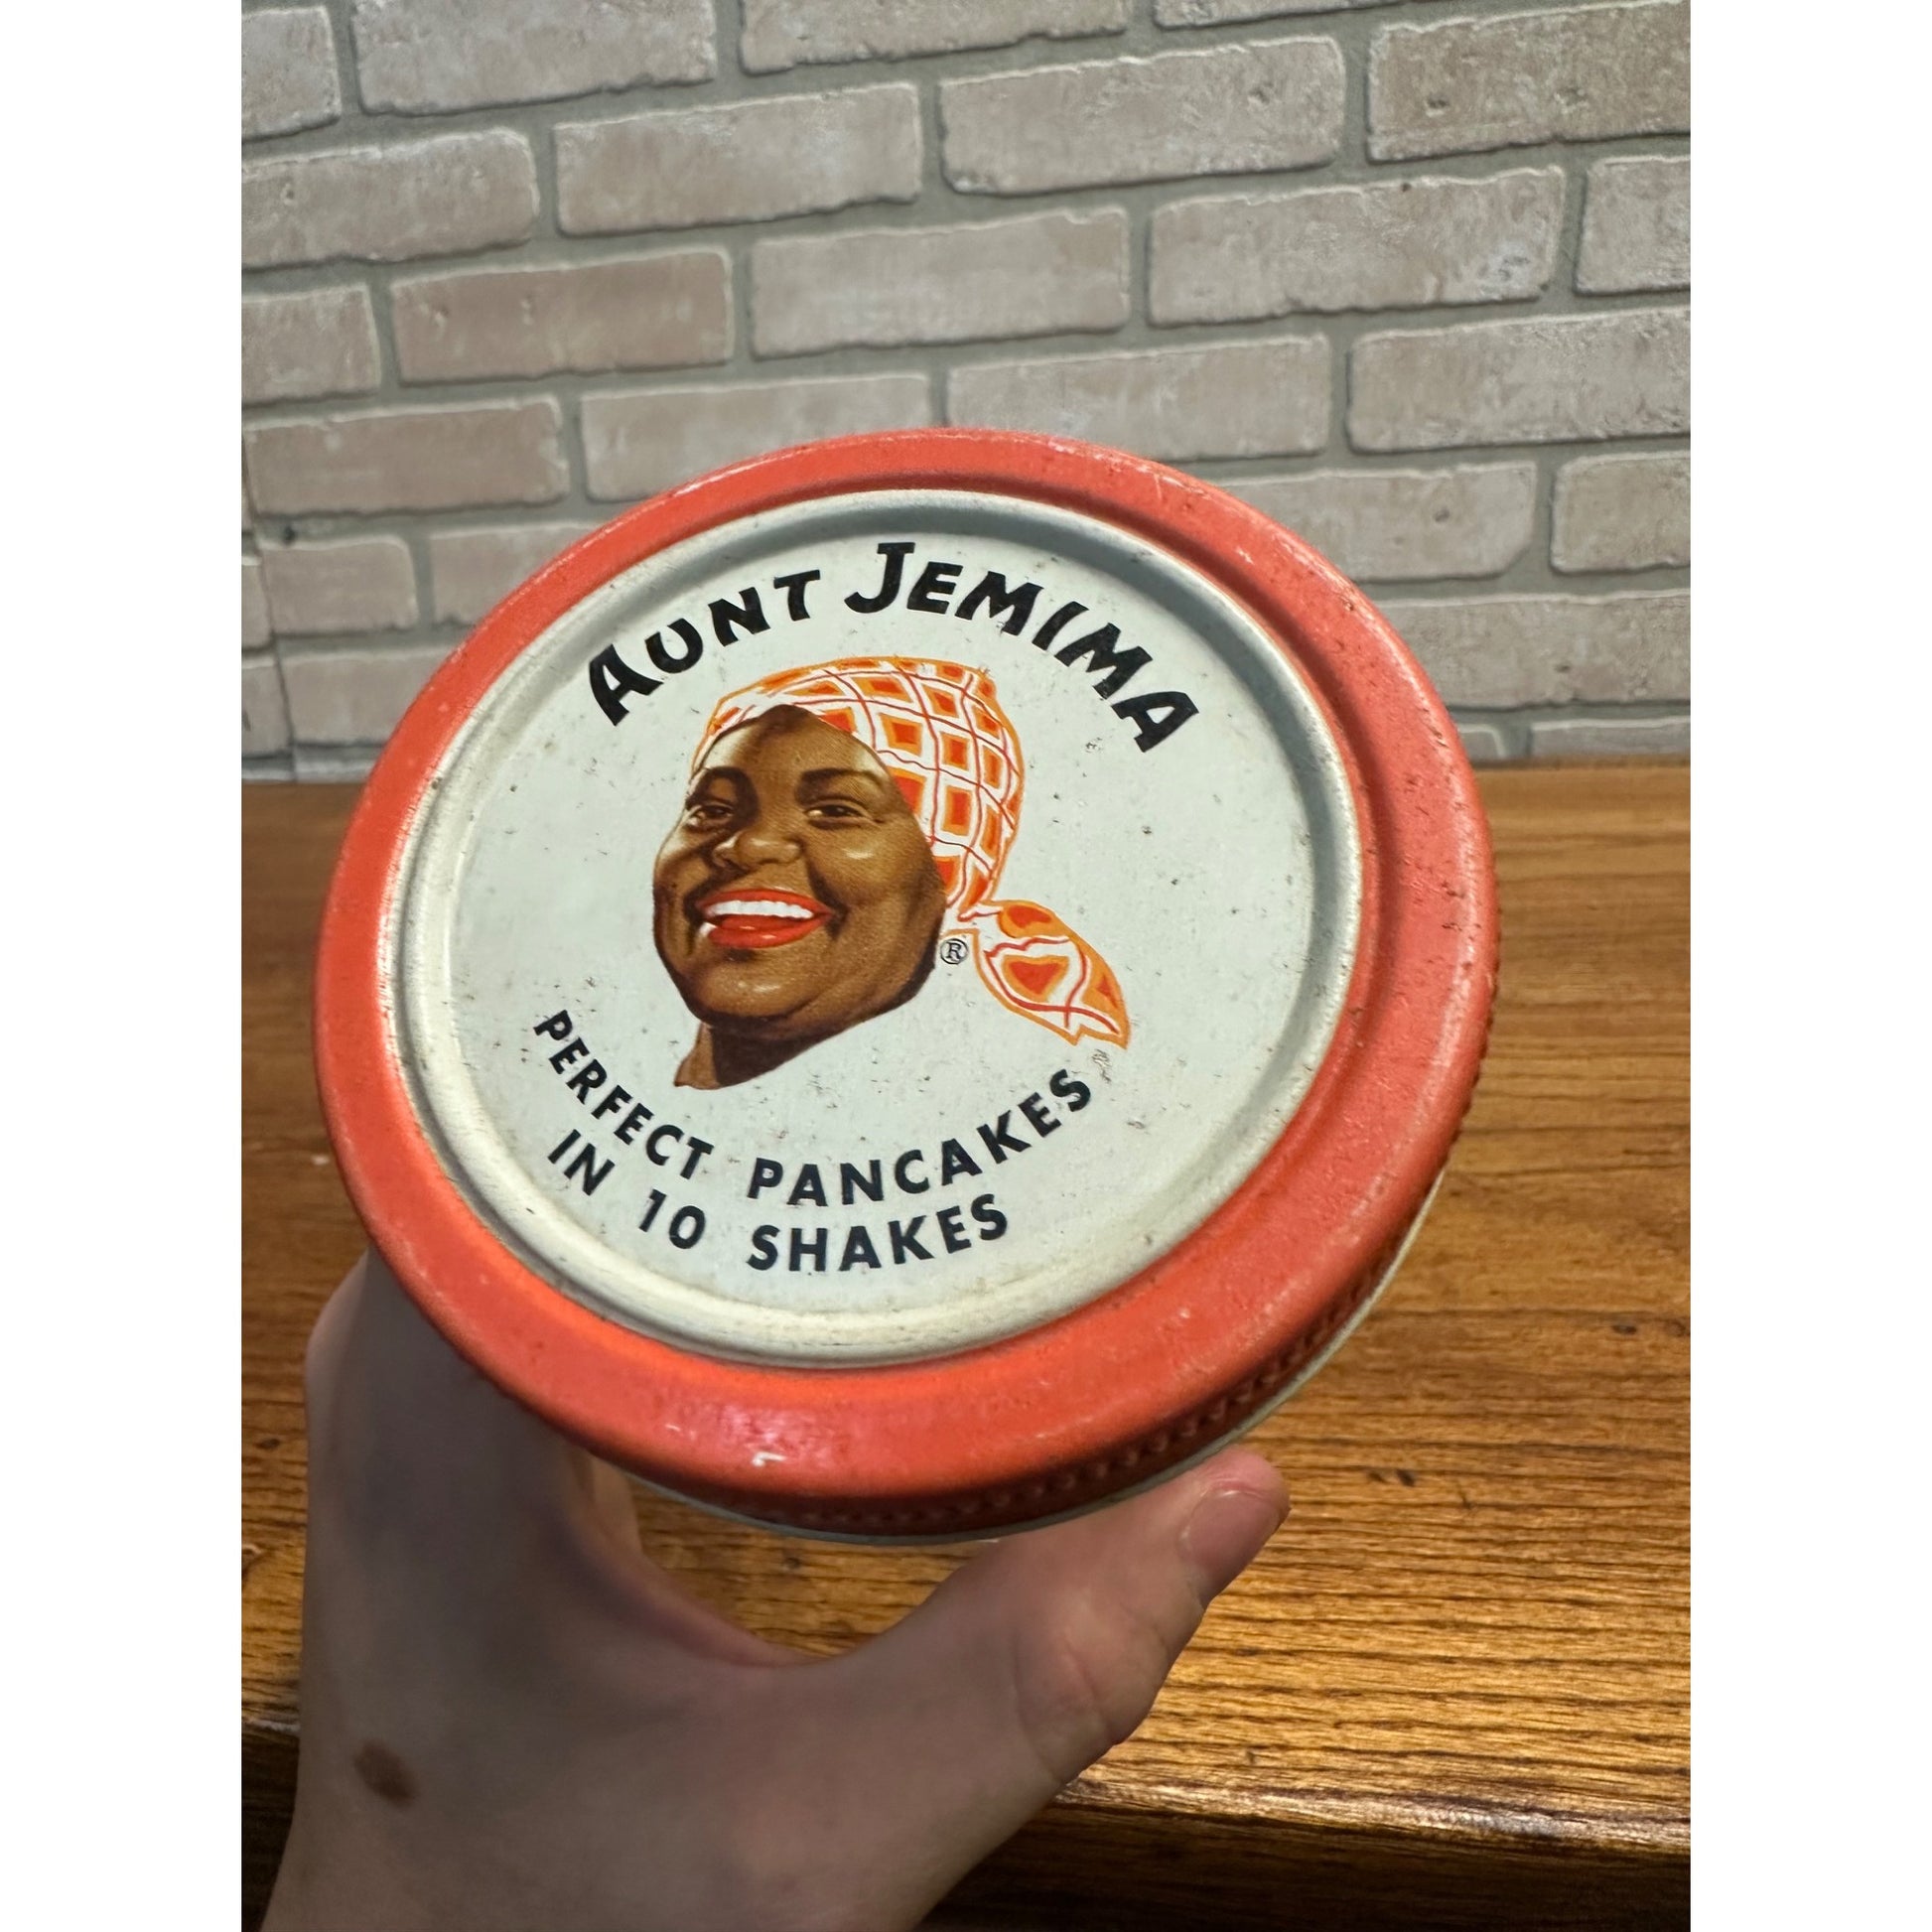 AUNT JEMIMA
®
PERFECT PANCAKES
IN 10 SHAKES